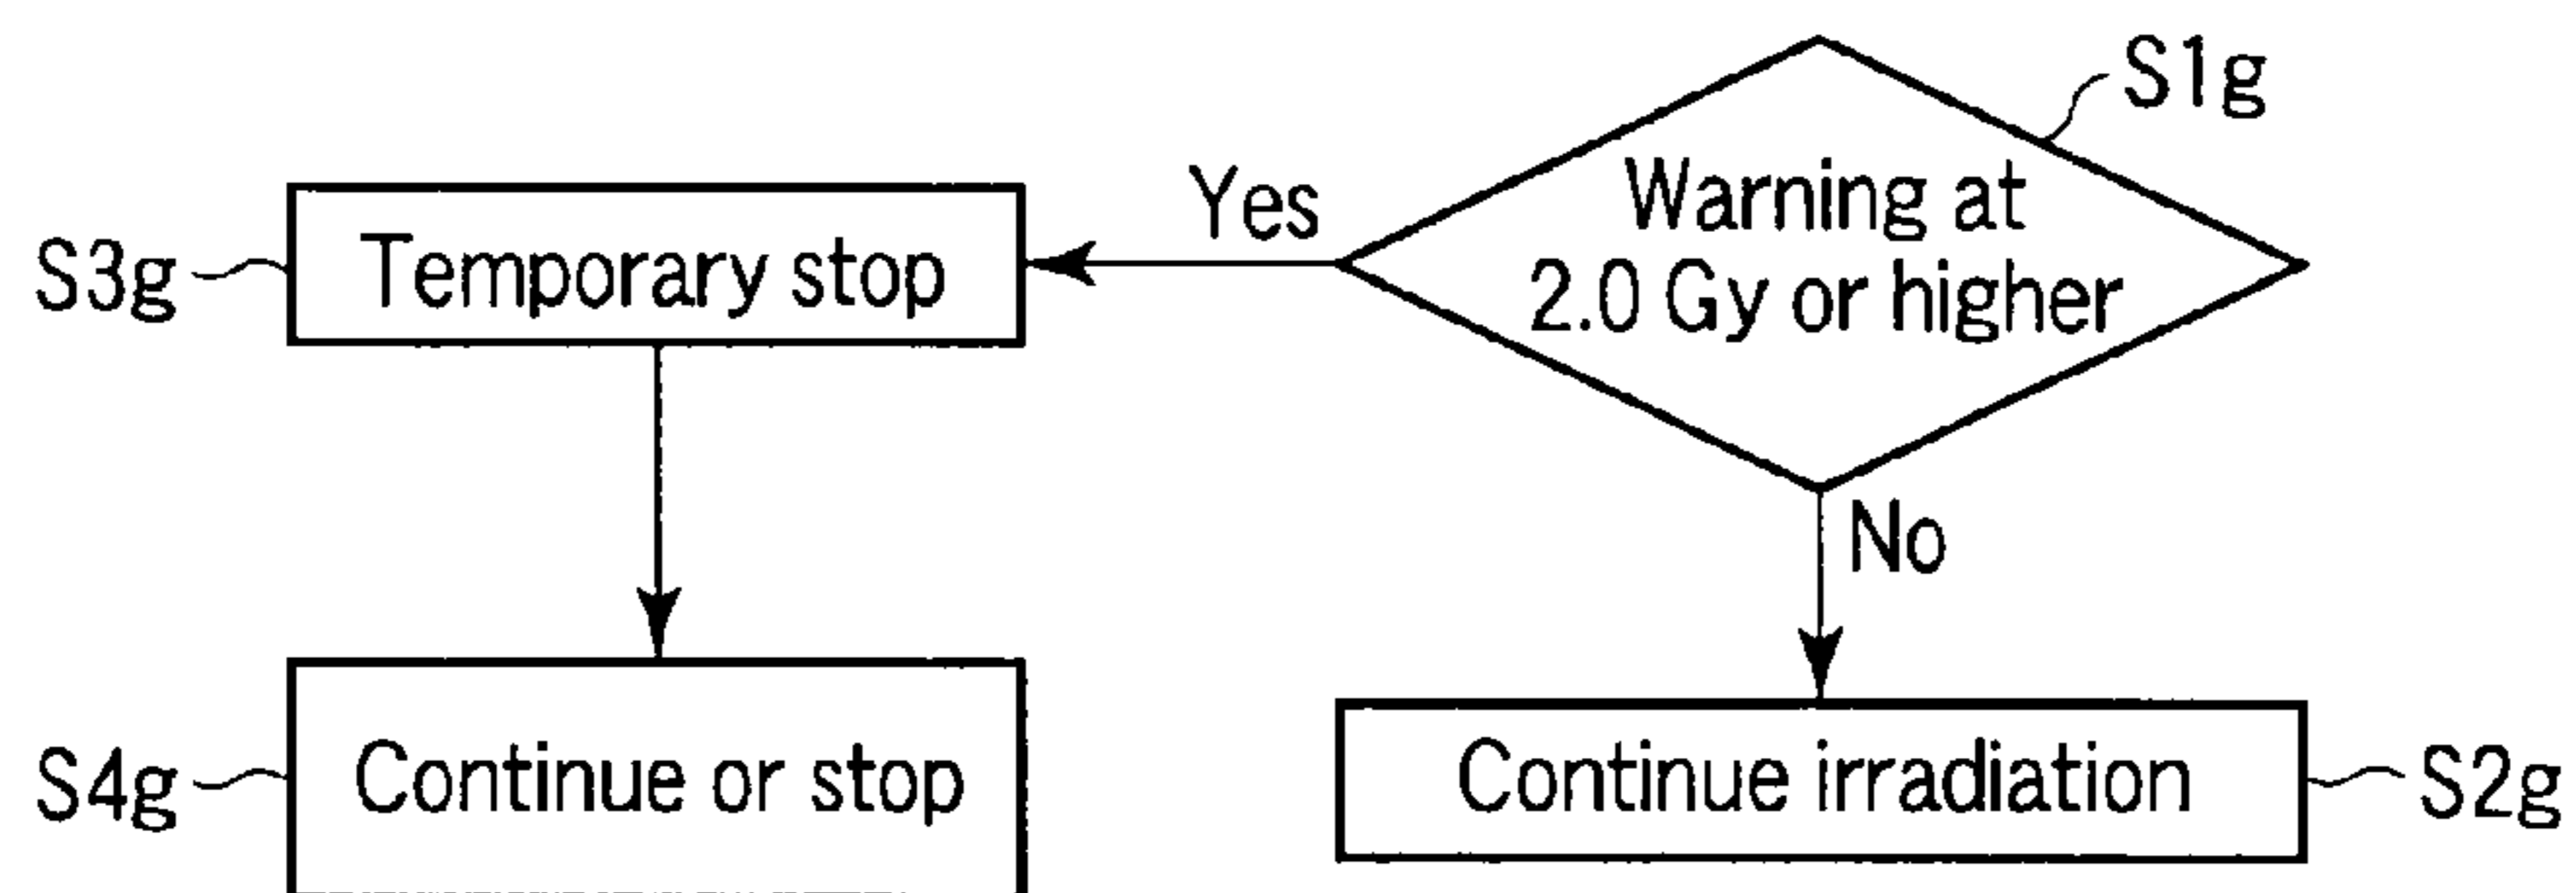 S1g
Warning at
2.0 Gy or higher
Yes
No
S3g
Temporary stop
S4g
Continue or stop
Continue irradiation
S2g